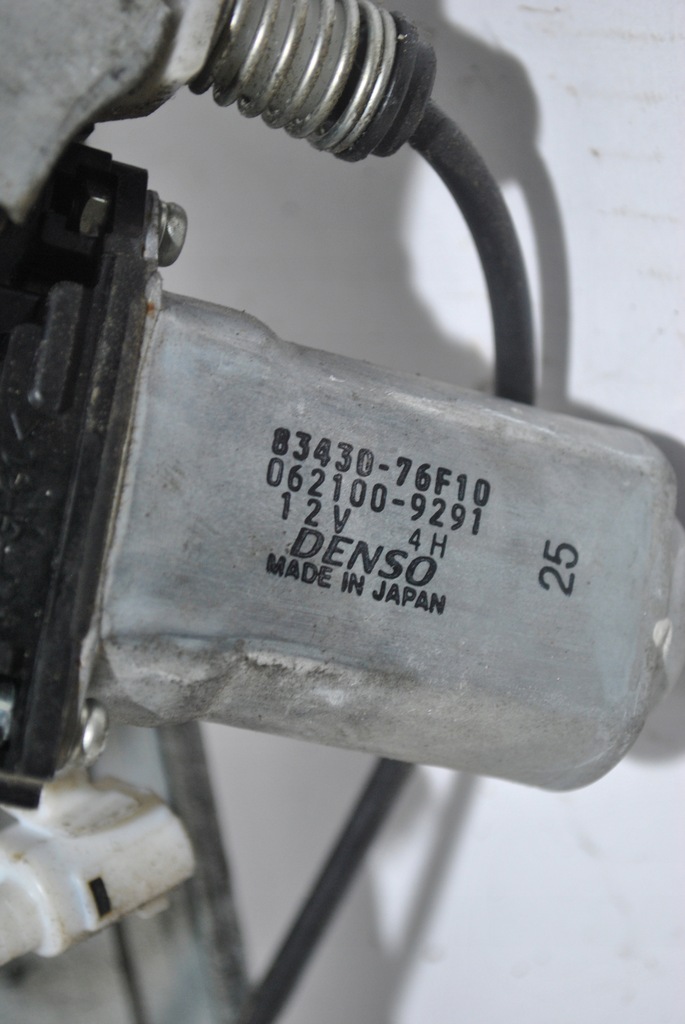 83430-76F10
062100-9291
12V 4H
DENSO
MADE IN JAPAN
25